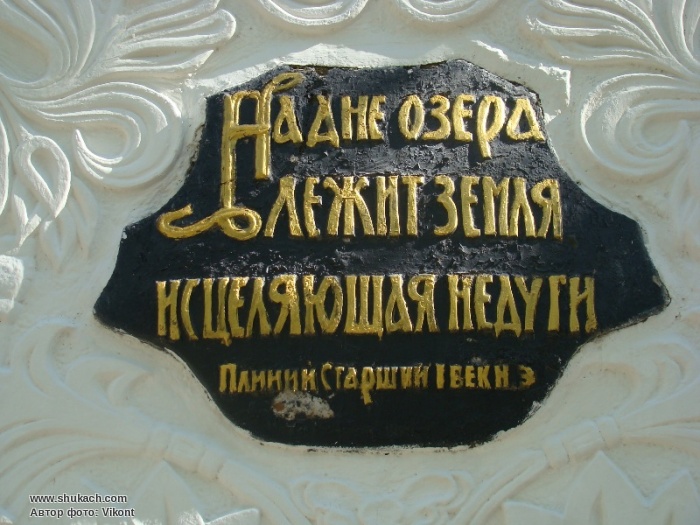 На дне озера
лежит земля
исцеляющая недуги
Плиний Старший I век н э
www.shukach.com
Автор фото: Vikont